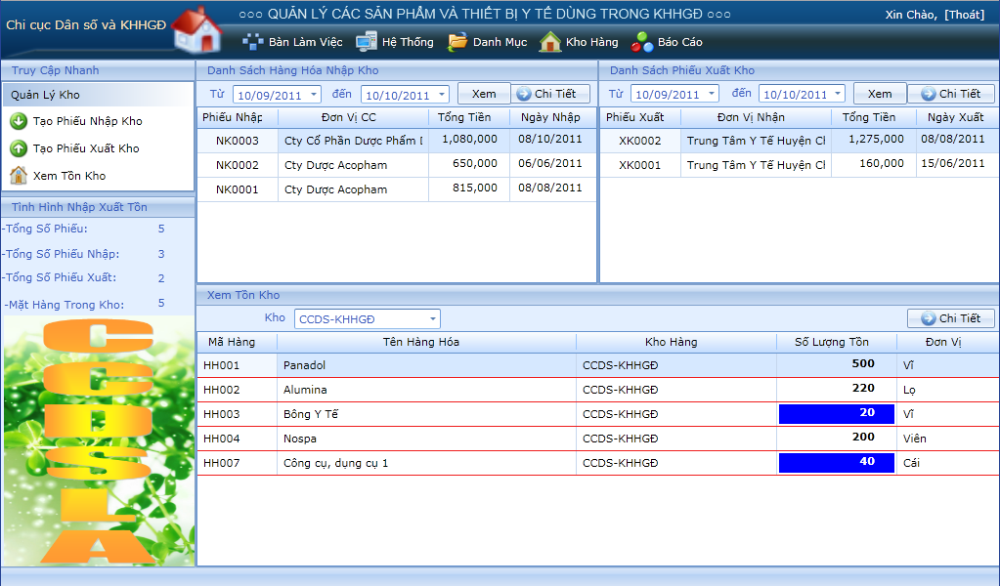 Chi cục Dân số và KHHGĐ
○○○ QUẢN LÝ CÁC SẢN PHẨM VÀ THIẾT BỊ Y TẾ DÙNG TRONG KHHGĐ ○○○
Xin Chào, [Thoát]
Bàn Làm Việc Hệ Thống Danh Mục Kho Hàng Báo Cáo
Truy Cập Nhanh
Quản Lý Kho
Tạo Phiếu Nhập Kho
Tạo Phiếu Xuất Kho
Xem Tồn Kho
Tình Hình Nhập Xuất Tồn
-Tổng Số Phiếu: 5
-Tổng Số Phiếu Nhập: 3
-Tổng Số Phiếu Xuất: 2
-Mặt Hàng Trong Kho: 5
CCDSLA
Danh Sách Hàng Hóa Nhập Kho
Từ 10/09/2011 đến 10/10/2011 Xem Chi Tiết
Phiếu Nhập Đơn Vị CC Tổng Tiền Ngày Nhập
NK0003 Cty Cổ Phần Dược Phẩm 1,080,000 08/10/2011
NK0002 Cty Dược Acopham 650,000 06/06/2011
NK0001 Cty Dược Acopham 815,000 08/08/2011
Danh Sách Phiếu Xuất Kho
Từ 10/09/2011 đến 10/10/2011 Xem Chi Tiết
Phiếu Xuất Đơn Vị Nhận Tổng Tiền Ngày Xuất
XK0002 Trung Tâm Y Tế Huyện Ch 1,275,000 08/08/2011
XK0001 Trung Tâm Y Tế Huyện Ch 160,000 15/06/2011
Xem Tồn Kho
Kho CCDS-KHHGĐ Chi Tiết
Mã Hàng Tên Hàng Hóa Kho Hàng Số Lượng Tồn Đơn Vị
HH001 Panadol CCDS-KHHGĐ 500 Vĩ
HH002 Alumina CCDS-KHHGĐ 220 Lọ
HH003 Bông Y Tế CCDS-KHHGĐ 20 Vĩ
HH004 Nospa CCDS-KHHGĐ 200 Viên
HH007 Công cụ, dụng cụ 1 CCDS-KHHGĐ 40 Cái